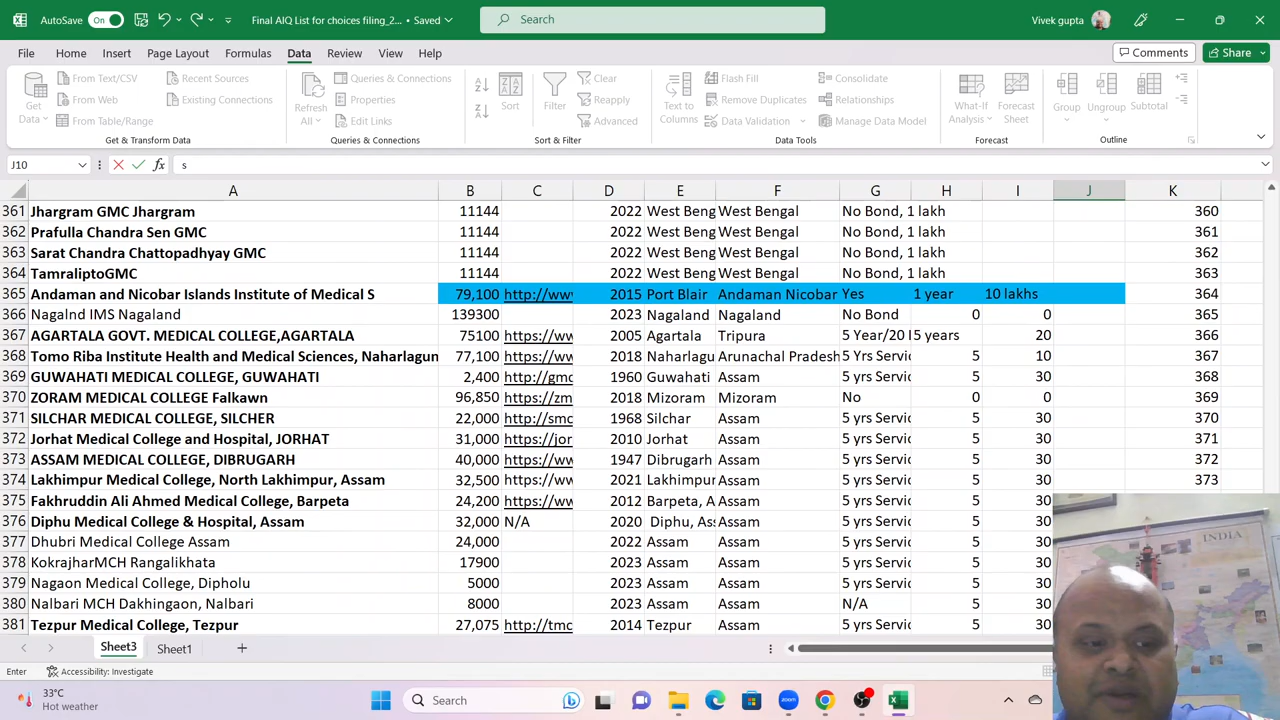 AutoSave On Final AIQ List for choices filing_2... • Saved Search Vivek gupta
File Home Insert Page Layout Formulas Data Review View Help Comments Share
Get Data From Text/CSV From Web From Table/Range Recent Sources Existing Connections Refresh All Queries & Connections Properties Edit Links Sort Filter Clear Reapply Advanced Text to Columns Flash Fill Remove Duplicates Data Validation Consolidate Relationships Manage Data Model What-If Analysis Forecast Sheet Group Ungroup Subtotal
Get & Transform Data Queries & Connections Sort & Filter Data Tools Forecast Outline
J10 fx s
A B C D E F G H I J K
361 Jhargram GMC Jhargram 11144 2022 West Beng West Bengal No Bond, 1 lakh 360
362 Prafulla Chandra Sen GMC 11144 2022 West Beng West Bengal No Bond, 1 lakh 361
363 Sarat Chandra Chattopadhyay GMC 11144 2022 West Beng West Bengal No Bond, 1 lakh 362
364 TamraliptoGMC 11144 2022 West Beng West Bengal No Bond, 1 lakh 363
365 Andaman and Nicobar Islands Institute of Medical S 79,100 http://www 2015 Port Blair Andaman Nicobar Yes 1 year 10 lakhs 364
366 Nagalnd IMS Nagaland 139300 2023 Nagaland Nagaland No Bond 0 0 365
367 AGARTALA GOVT. MEDICAL COLLEGE,AGARTALA 75100 https://ww 2005 Agartala Tripura 5 Year/20 l 5 years 20 366
368 Tomo Riba Institute Health and Medical Sciences, Naharlagun 77,100 https://ww 2018 Naharlagu Arunachal Pradesh 5 Yrs Servic 5 10 367
369 GUWAHATI MEDICAL COLLEGE, GUWAHATI 2,400 http://gmc 1960 Guwahati Assam 5 yrs Servic 5 30 368
370 ZORAM MEDICAL COLLEGE Falkawn 96,850 https://zm 2018 Mizoram Mizoram No 0 0 369
371 SILCHAR MEDICAL COLLEGE, SILCHER 22,000 http://smc 1968 Silchar Assam 5 yrs Servic 5 30 370
372 Jorhat Medical College and Hospital, JORHAT 31,000 https://jor 2010 Jorhat Assam 5 yrs Servic 5 30 371
373 ASSAM MEDICAL COLLEGE, DIBRUGARH 40,000 http://ww 1947 Dibrugarh Assam 5 yrs Servic 5 30 372
374 Lakhimpur Medical College, North Lakhimpur, Assam 32,500 https://ww 2021 Lakhimpur Assam 5 yrs Servic 5 30 373
375 Fakhruddin Ali Ahmed Medical College, Barpeta 24,200 https://ww 2012 Barpeta, A Assam 5 yrs Servic 5 30
376 Diphu Medical College & Hospital, Assam 32,000 N/A 2020 Diphu, Ass Assam 5 yrs Servic 5 30
377 Dhubri Medical College Assam 24,000 2022 Assam Assam 5 yrs Servic 5 30
378 KokrajharMCH Rangalikhata 17900 2023 Assam Assam 5 yrs Servic 5 30
379 Nagaon Medical College, Dipholu 5000 2023 Assam Assam 5 yrs Servic 5 30
380 Nalbari MCH Dakhingaon, Nalbari 8000 2023 Assam Assam N/A 5 30
381 Tezpur Medical College, Tezpur 27,075 http://tmc 2014 Tezpur Assam 5 yrs Servic 5 30
Sheet3 Sheet1
Enter Accessibility: Investigate
33°C
Hot weather
Search zoom
INDIA